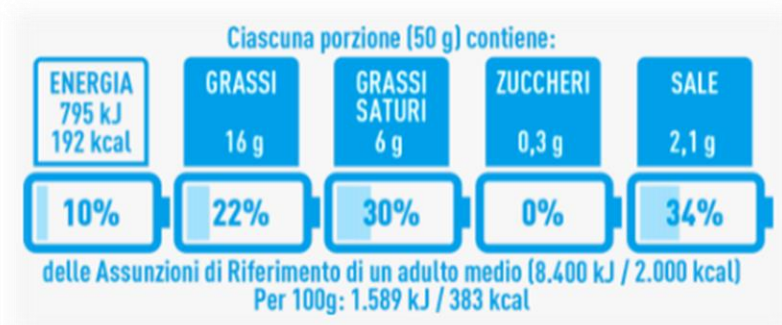 Ciascuna porzione (50 g) contiene:
ENERGIA
795 kJ
192 kcal
GRASSI
16 g
GRASSI
SATURI
6 g
ZUCCHERI
0,3 g
SALE
2,1 g
10%
22%
30%
0%
34%
delle Assunzioni di Riferimento di un adulto medio (8.400 kJ / 2.000 kcal)
Per 100g: 1.589 kJ / 383 kcal